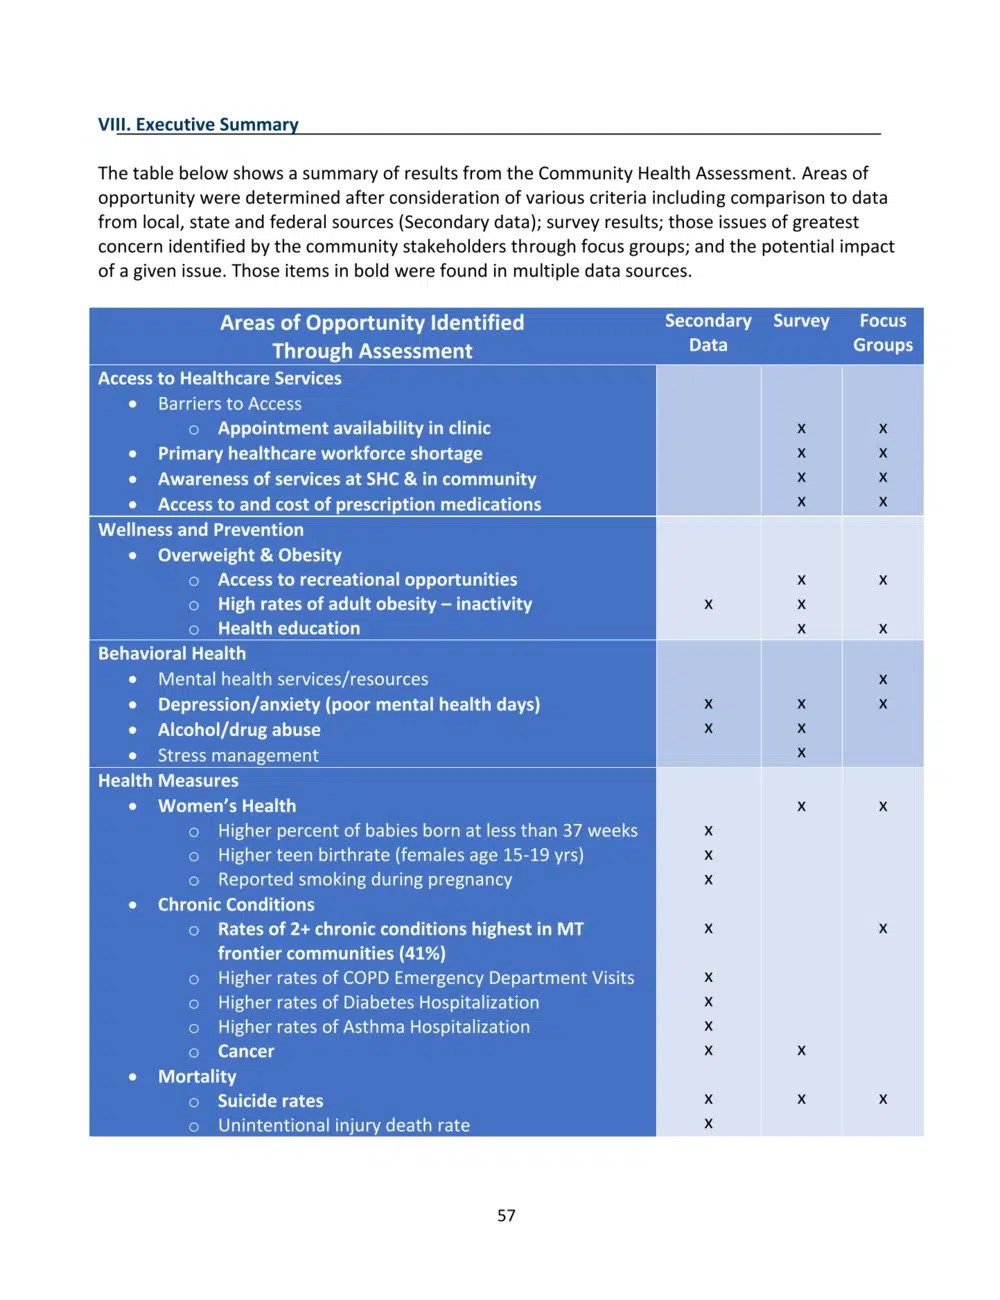 VIII. Executive Summary
The table below shows a summary of results from the Community Health Assessment. Areas of
opportunity were determined after consideration of various criteria including comparison to data
from local, state and federal sources (Secondary data); survey results; those issues of greatest
concern identified by the community stakeholders through focus groups; and the potential impact
of a given issue. Those items in bold were found in multiple data sources.
Areas of Opportunity Identified Through Assessment | Secondary Data | Survey | Focus Groups
Access to Healthcare Services
• Barriers to Access
o Appointment availability in clinic x x
• Primary healthcare workforce shortage x x
• Awareness of services at SHC & in community x x
• Access to and cost of prescription medications x x
Wellness and Prevention
• Overweight & Obesity
o Access to recreational opportunities x x
o High rates of adult obesity – inactivity x x
o Health education x x
Behavioral Health
• Mental health services/resources x
• Depression/anxiety (poor mental health days) x x x
• Alcohol/drug abuse x x
• Stress management x
Health Measures
• Women’s Health x x
o Higher percent of babies born at less than 37 weeks x
o Higher teen birthrate (females age 15-19 yrs) x
o Reported smoking during pregnancy x
• Chronic Conditions
o Rates of 2+ chronic conditions highest in MT x x
frontier communities (41%)
o Higher rates of COPD Emergency Department Visits x
o Higher rates of Diabetes Hospitalization x
o Higher rates of Asthma Hospitalization x
o Cancer x x
• Mortality
o Suicide rates x x x
o Unintentional injury death rate x
57